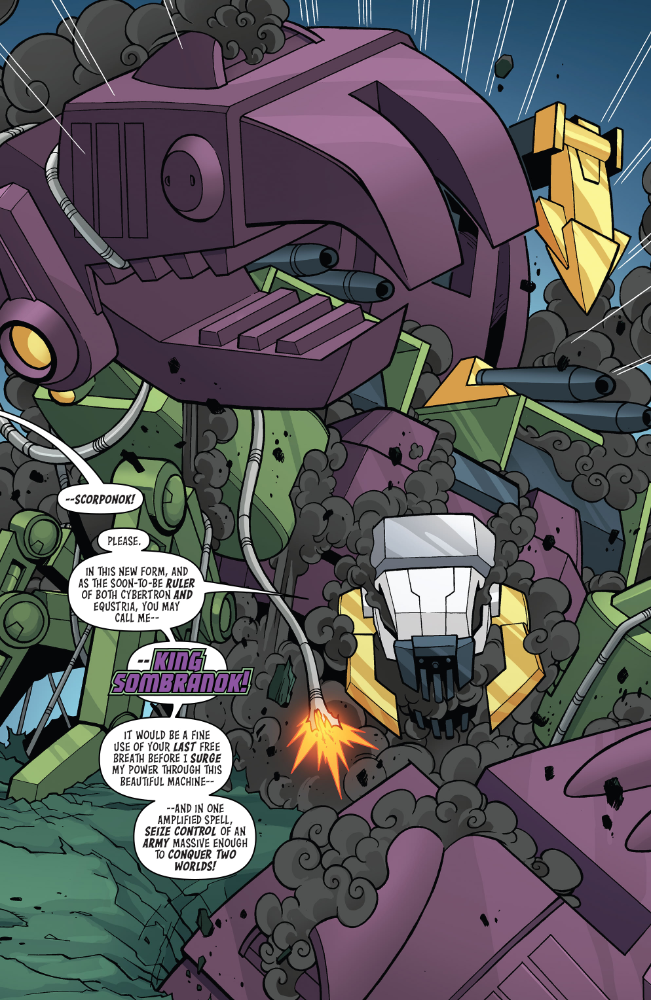 --SCORPONOK!
PLEASE.
IN THIS NEW FORM, AND
AS THE SOON-TO-BE RULER
OF BOTH CYBERTRON AND
EQUSTRIA, YOU MAY
CALL ME--
-- KING
SOMBRANOK!
IT WOULD BE A FINE
USE OF YOUR LAST FREE
BREATH BEFORE I SURGE
MY POWER THROUGH THIS
BEAUTIFUL MACHINE--
--AND IN ONE
AMPLIFIED SPELL,
SEIZE CONTROL OF AN
ARMY MASSIVE ENOUGH
TO CONQUER TWO
WORLDS!